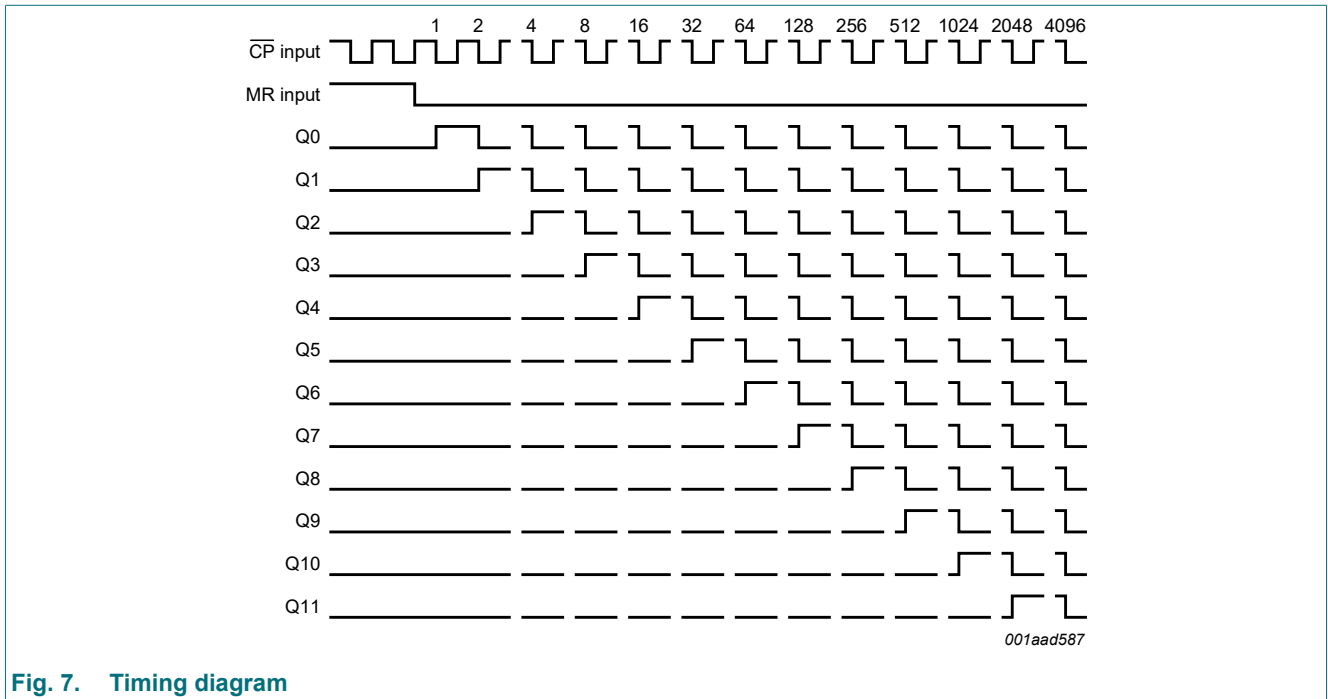 1 2 4 8 16 32 64 128 256 512 1024 2048 4096
CP input
MR input
Q0
Q1
Q2
Q3
Q4
Q5
Q6
Q7
Q8
Q9
Q10
Q11
001aad587
Fig. 7. Timing diagram